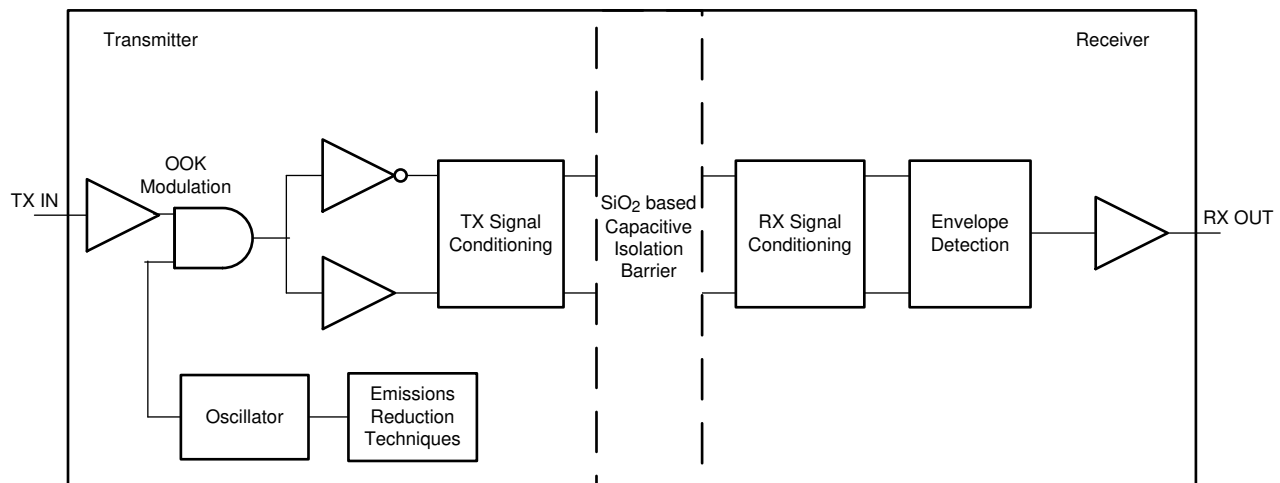 Transmitter
Receiver
OOK
Modulation
TX IN
TX Signal
Conditioning
SiO2 based
Capacitive
Isolation
Barrier
RX Signal
Conditioning
Envelope
Detection
RX OUT
Oscillator
Emissions
Reduction
Techniques